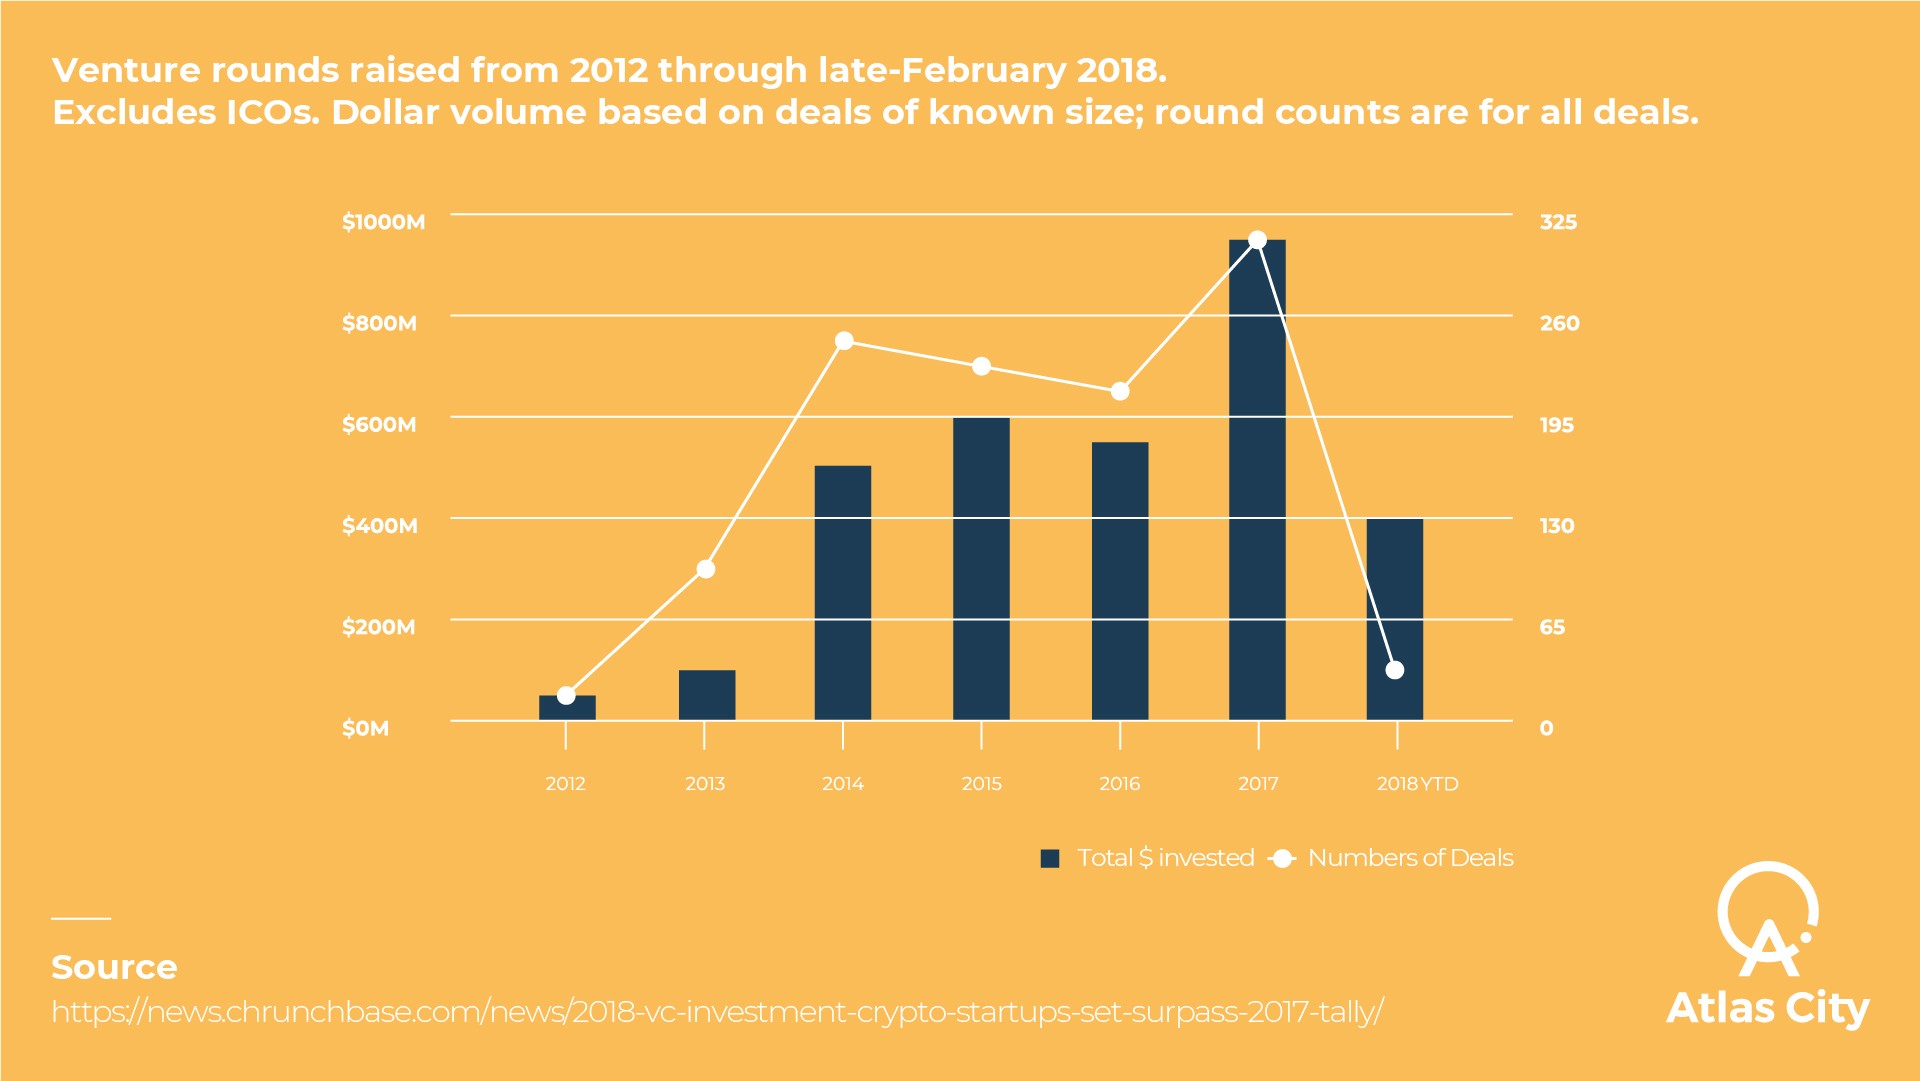 Venture rounds raised from 2012 through late-February 2018.
Excludes ICOs. Dollar volume based on deals of known size; round counts are for all deals.
$1000M
325
$800M
260
$600M
195
$400M
130
$200M
65
$0M
0
2012 2013 2014 2015 2016 2017 2018YTD
Total $ invested Numbers of Deals
Source
https://news.chrunchbase.com/news/2018-vc-investment-crypto-startups-set-surpass-2017-tally/
Atlas City